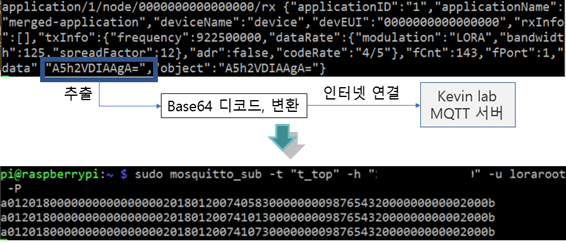 application/1/node/0000000000000000/rx {"applicationID":"1","applicationName":"
merged-application","deviceName":"device","devEUI":"0000000000000000","rxInfo"
:[],"txInfo":{"frequency":922500000,"dataRate":{"modulation":"LORA","bandwidt
h":125,"spreadFactor":12},"adr":false,"codeRate":"4/5"},"fCnt":143,"fPort":1,"
data" "A5h2VDIAAgA=","object":"A5h2VDIAAgA="}
추출
Base64 디코드, 변환
인터넷 연결
Kevin lab
MQTT 서버
pi@raspberrypi:~ $ sudo mosquitto_sub -t "t_top" -h " " -u loraroot
-P